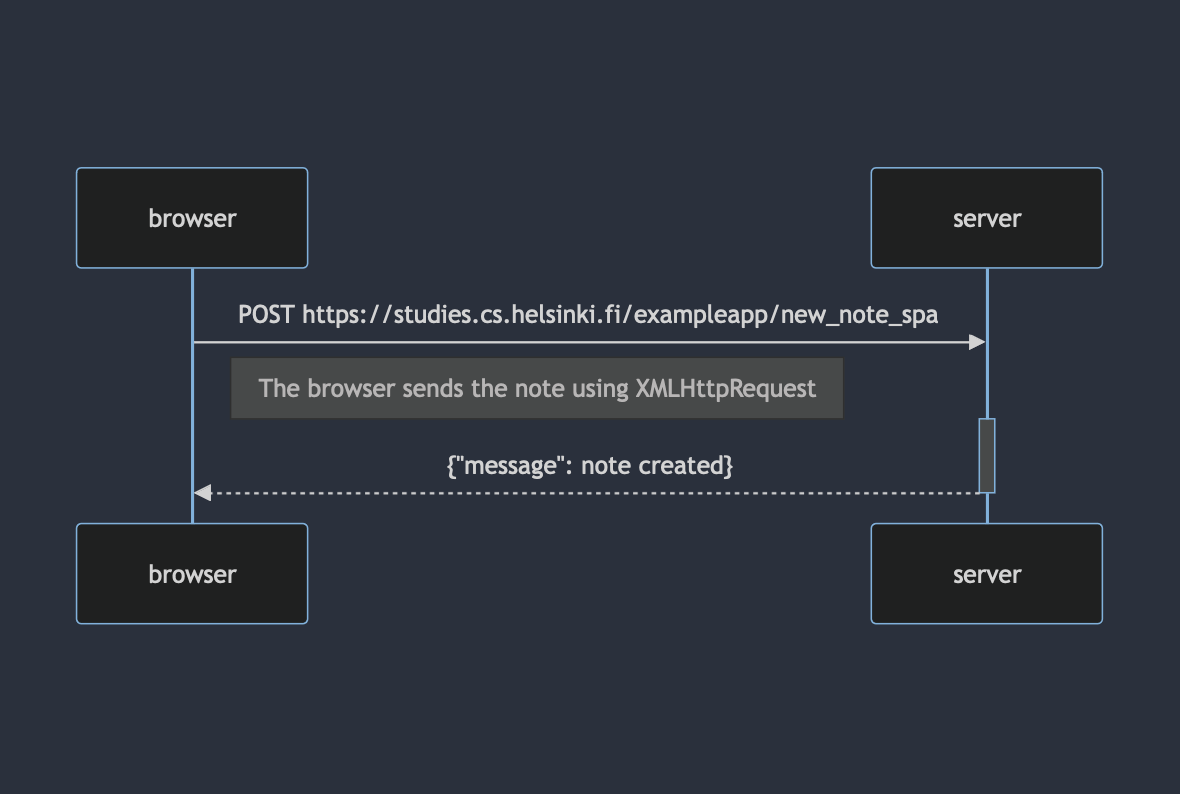 browser
server
POST https://studies.cs.helsinki.fi/exampleapp/new_note_spa
The browser sends the note using XMLHttpRequest
{"message": note created}
browser
server